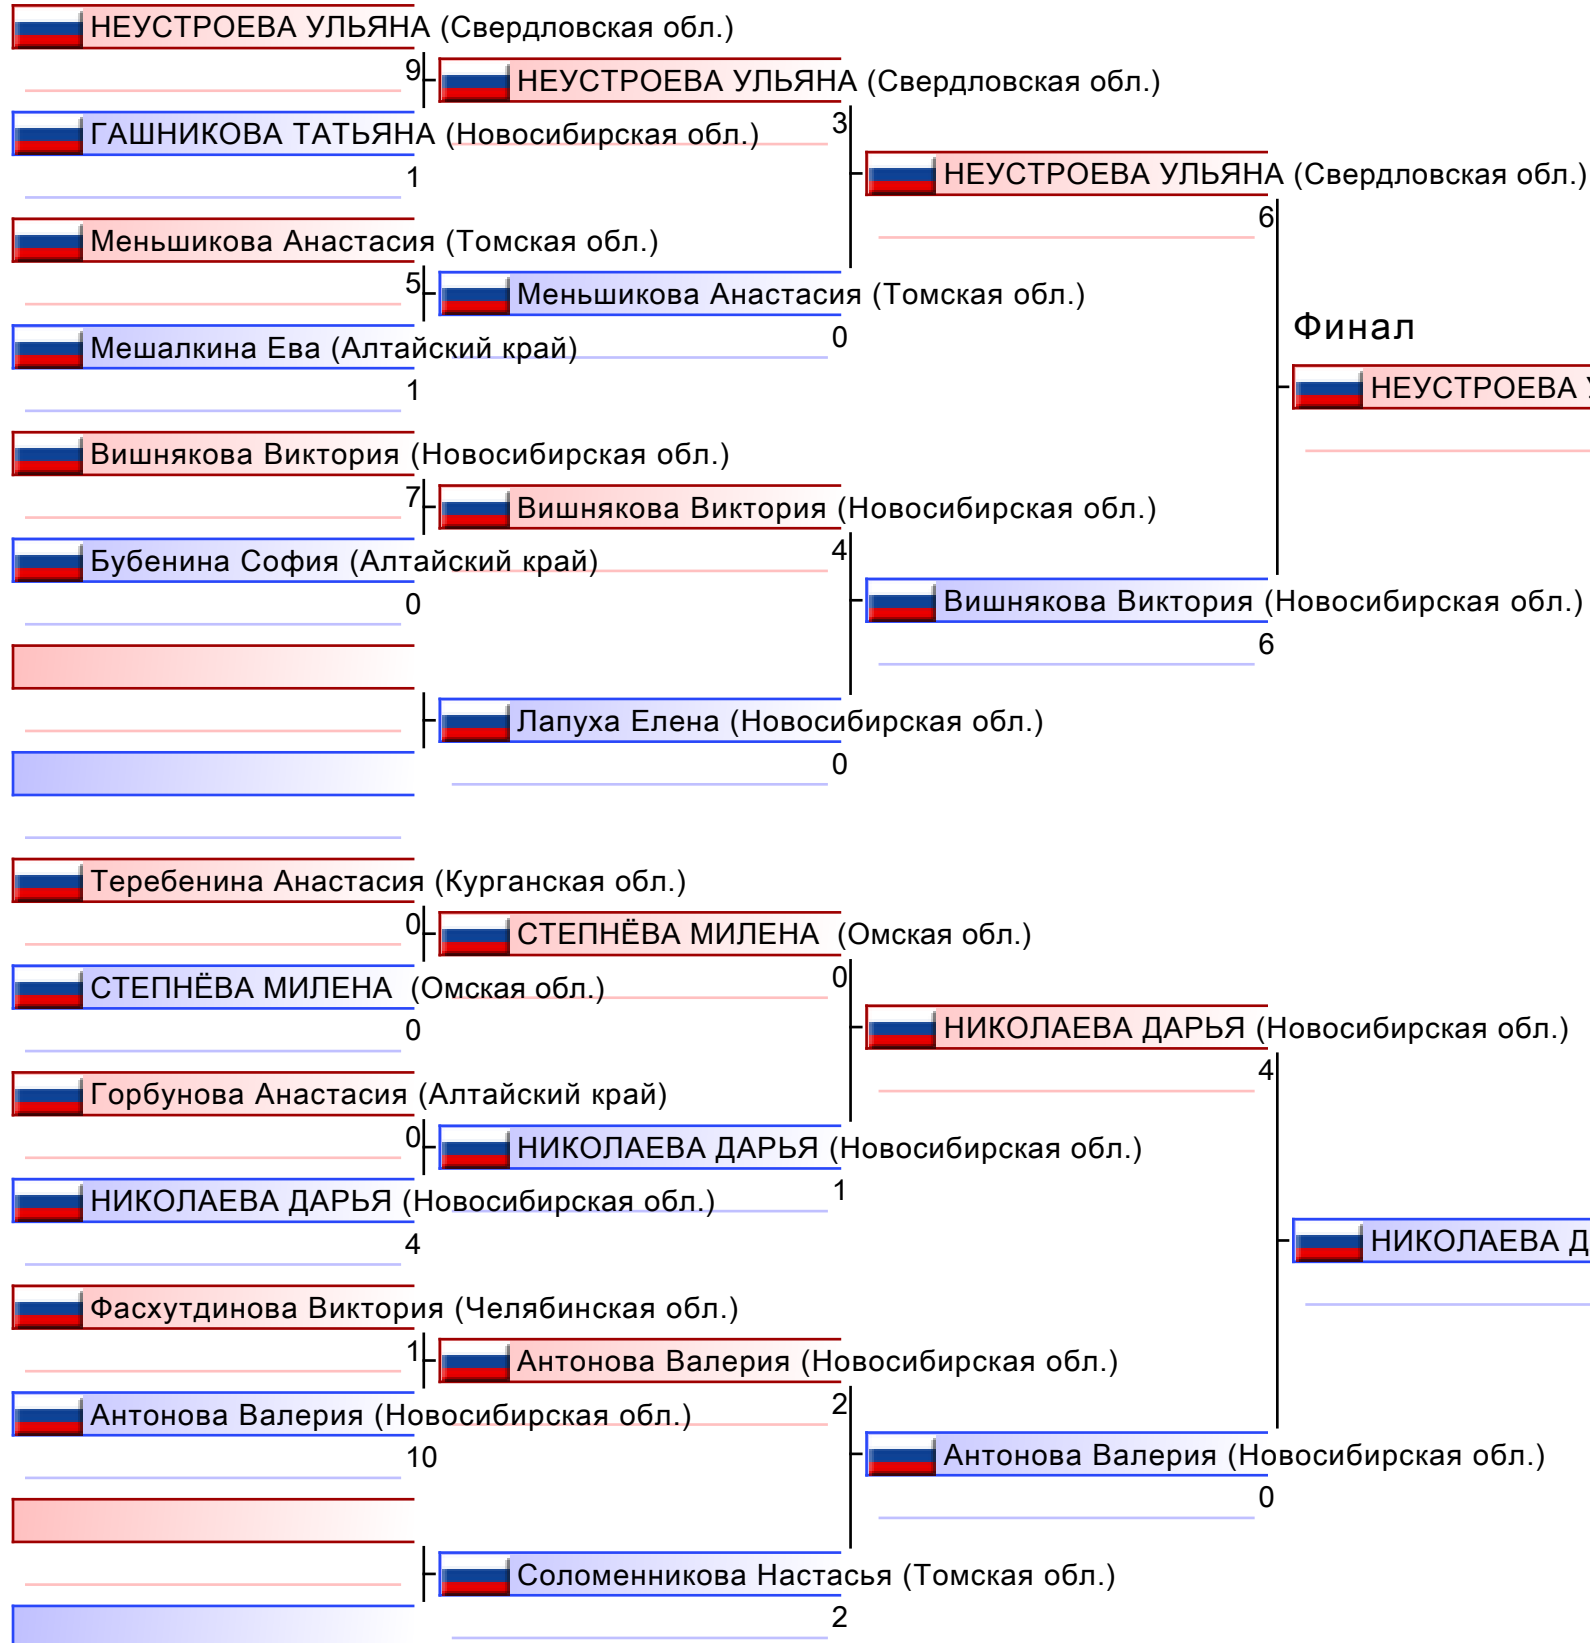 НЕУСТРОЕВА УЛЬЯНА (Свердловская обл.)
9
НЕУСТРОЕВА УЛЬЯНА (Свердловская обл.)
ГАШНИКОВА ТАТЬЯНА (Новосибирская обл.)
3
1
НЕУСТРОЕВА УЛЬЯНА (Свердловская обл.)
6
Меньшикова Анастасия (Томская обл.)
5
Меньшикова Анастасия (Томская обл.)
0
Финал
Мешалкина Ева (Алтайский край)
1
НЕУСТРОЕВА
Вишнякова Виктория (Новосибирская обл.)
7
Вишнякова Виктория (Новосибирская обл.)
4
Бубенина София (Алтайский край)
0
Вишнякова Виктория (Новосибирская обл.)
6
Лапуха Елена (Новосибирская обл.)
0
Теребенина Анастасия (Курганская обл.)
0
СТЕПНЁВА МИЛЕНА (Омская обл.)
0
СТЕПНЁВА МИЛЕНА (Омская обл.)
0
НИКОЛАЕВА ДАРЬЯ (Новосибирская обл.)
4
Горбунова Анастасия (Алтайский край)
0
НИКОЛАЕВА ДАРЬЯ (Новосибирская обл.)
1
НИКОЛАЕВА ДАРЬЯ (Новосибирская обл.)
4
НИКОЛАЕВА Д
Фасхутдинова Виктория (Челябинская обл.)
1
Антонова Валерия (Новосибирская обл.)
2
Антонова Валерия (Новосибирская обл.)
10
Антонова Валерия (Новосибирская обл.)
0
Соломенникова Настасья (Томская обл.)
2